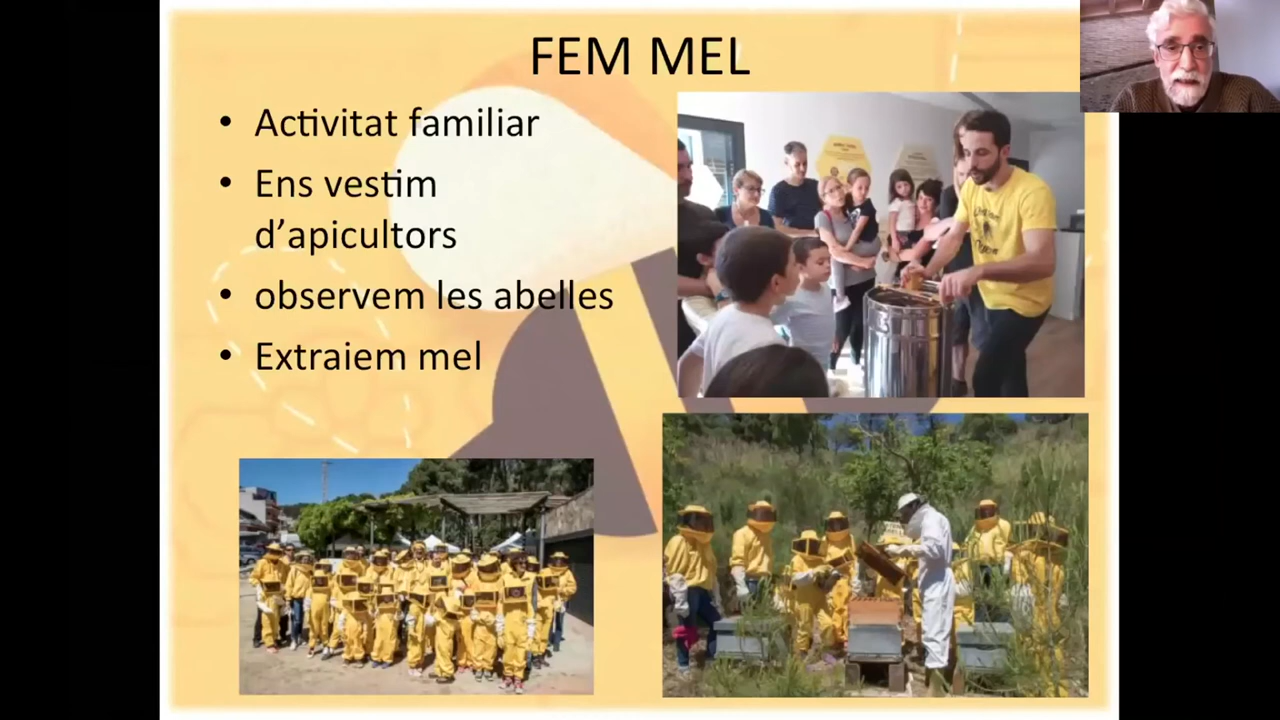 FEM MEL
• Activitat familiar
• Ens vestim
d’apicultors
• observem les abelles
• Extraiem mel